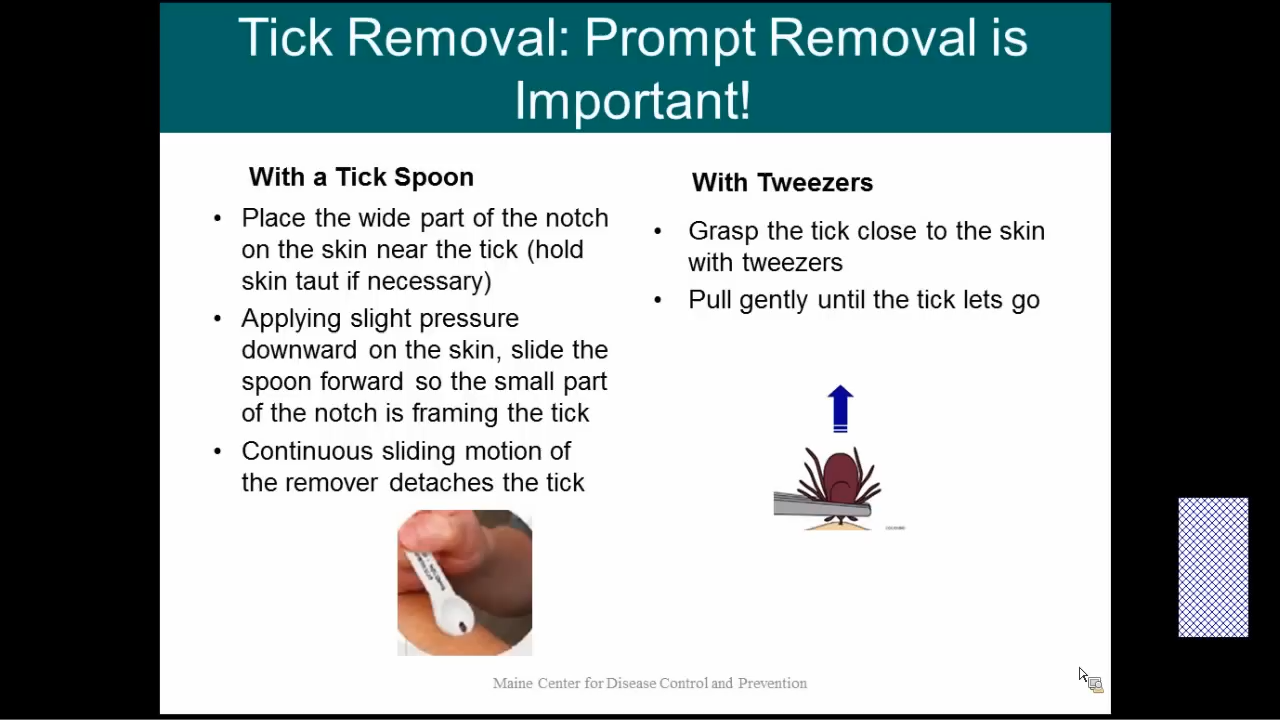 Tick Removal: Prompt Removal is
Important!
With a Tick Spoon
• Place the wide part of the notch
on the skin near the tick (hold
skin taut if necessary)
• Applying slight pressure
downward on the skin, slide the
spoon forward so the small part
of the notch is framing the tick
• Continuous sliding motion of
the remover detaches the tick
With Tweezers
• Grasp the tick close to the skin
with tweezers
• Pull gently until the tick lets go
Maine Center for Disease Control and Prevention